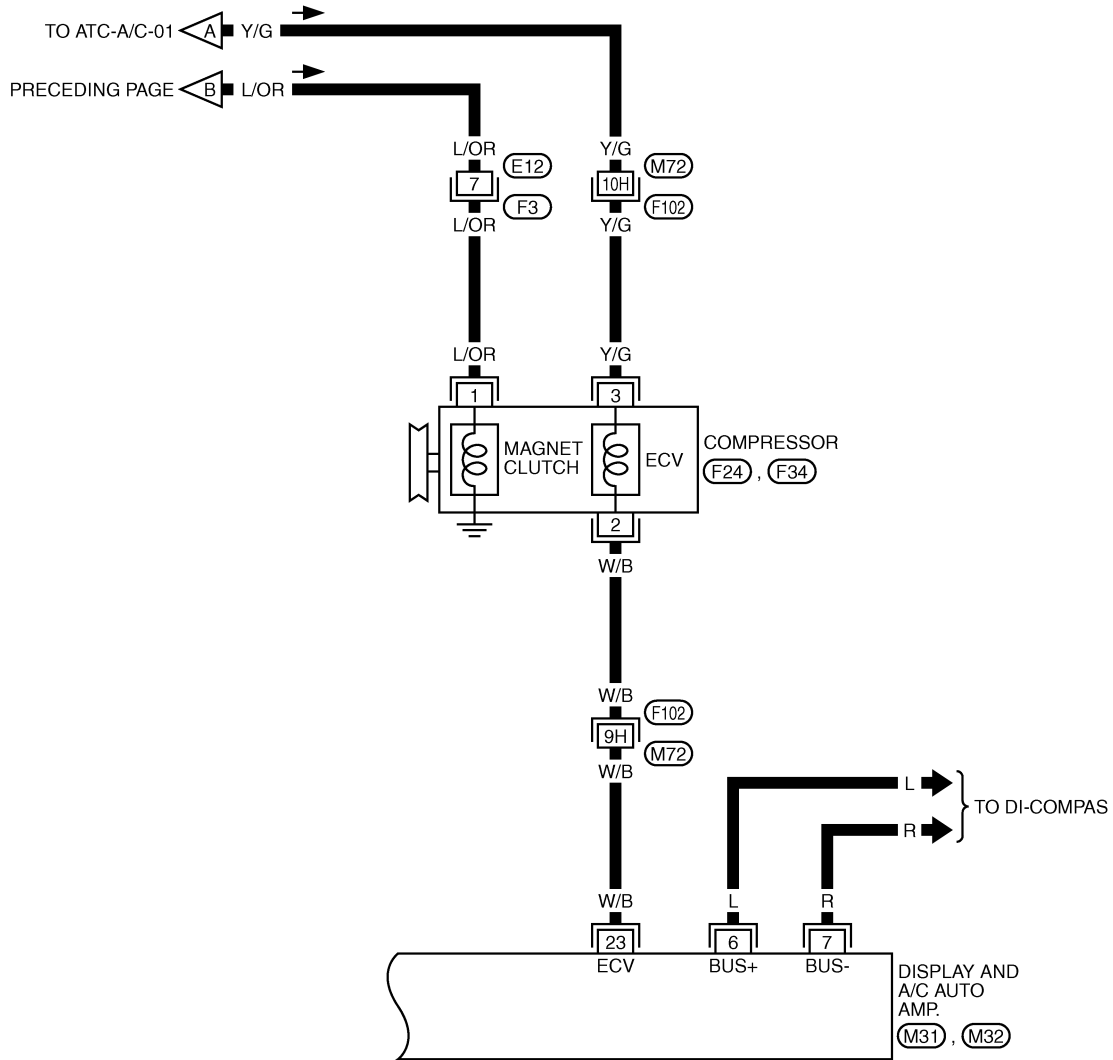 TO ATC-A/C-01 A Y/G
PRECEDING PAGE B L/OR
L/OR Y/G
7 E12 10H M72
F3 F102
L/OR Y/G
L/OR Y/G
1 3
MAGNET
CLUTCH
ECV
COMPRESSOR
F24 , F34
2
W/B
W/B
F102
9H
M72
W/B
L
R
TO DI-COMPAS
W/B L R
23 6 7
ECV BUS+ BUS-
DISPLAY AND
A/C AUTO
AMP.
M31 , M32